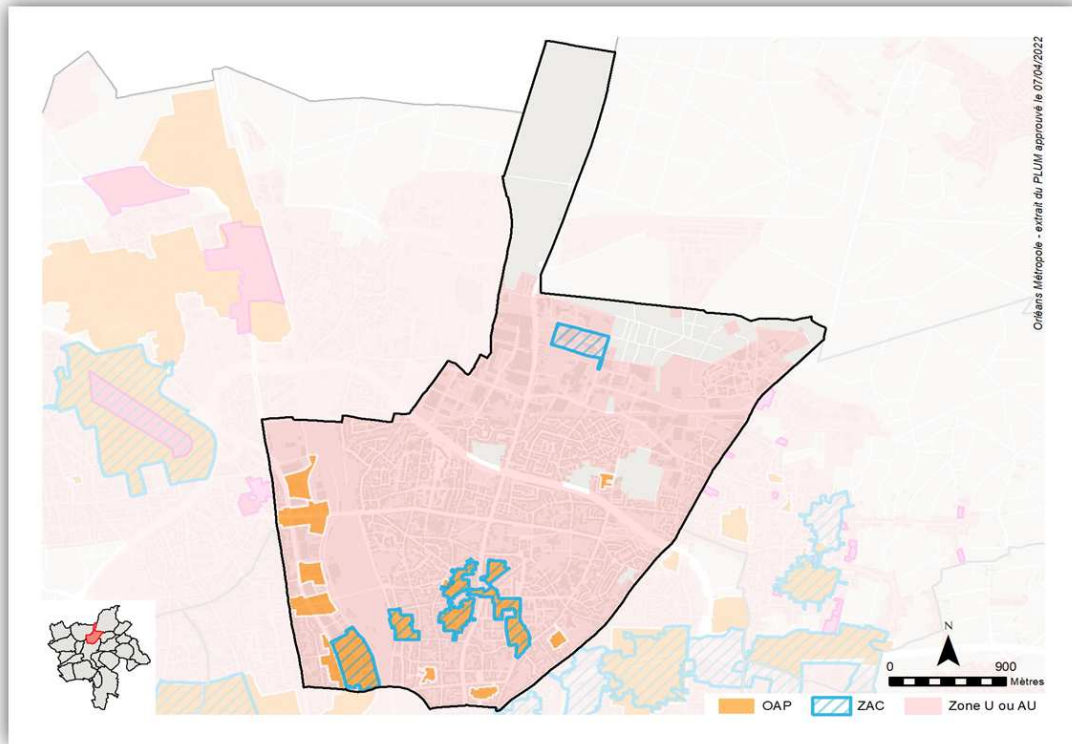 Orléans Métropole - extrait du PLUM approuvé le 07/04/2022
N
0 900
Mètres
OAP ZAC Zone U ou AU